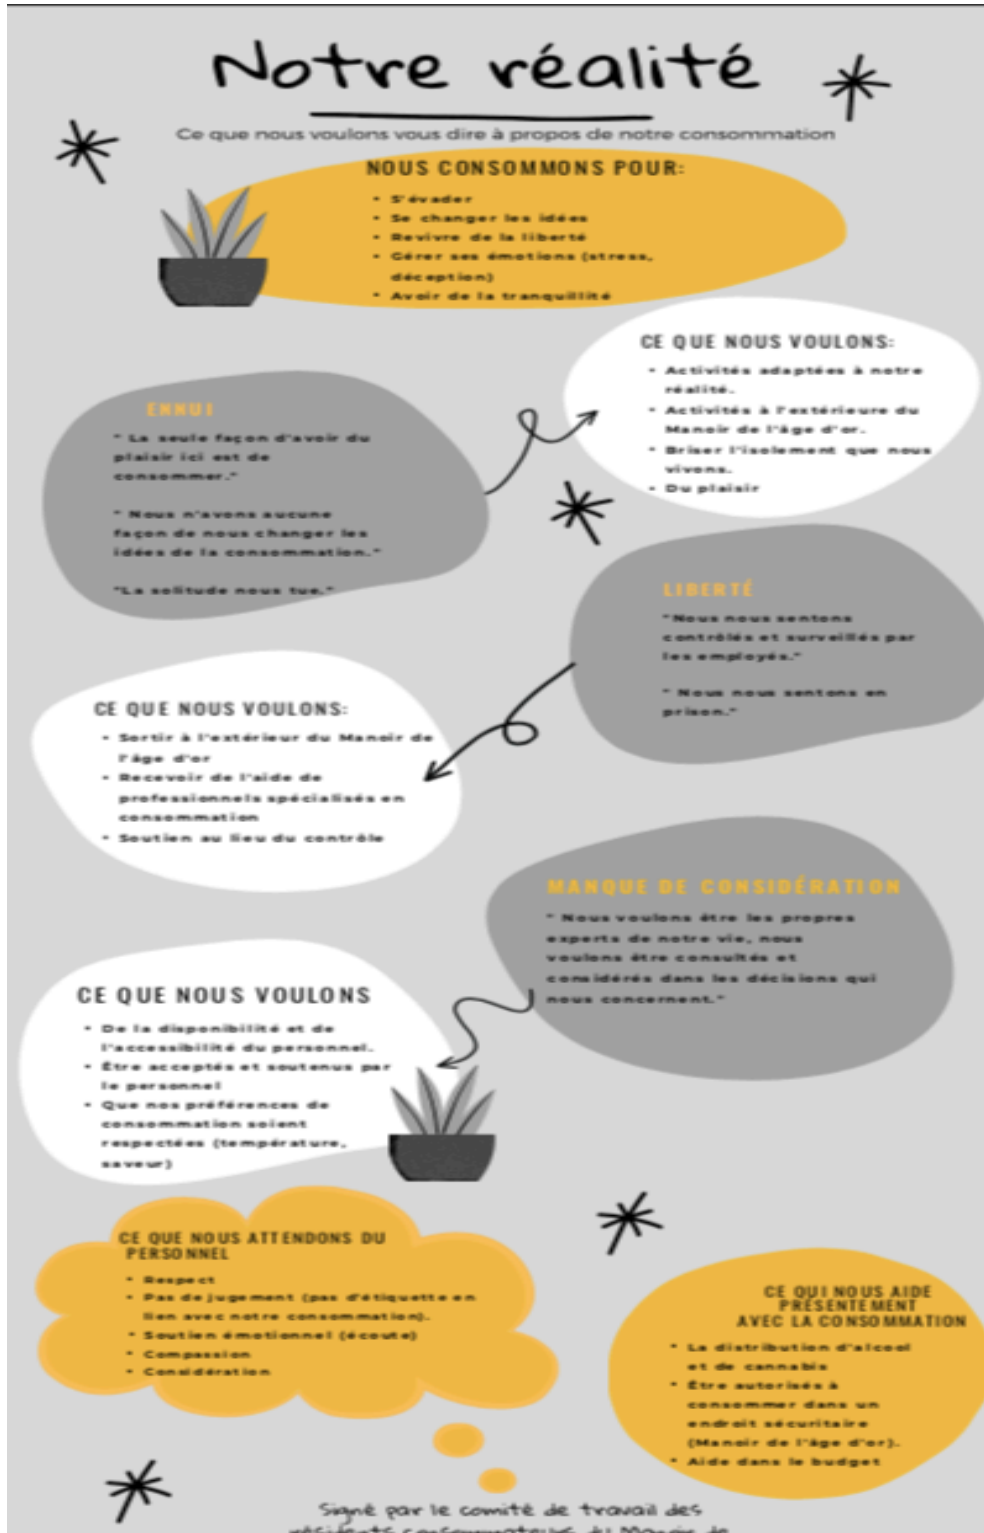 Notre réalité
Ce que nous voulons vous dire à propos de notre consommation
NOUS CONSOMMONS POUR:
• S'évader
• Se changer les idées
• Revivre de la liberté
• Gérer ses émotions (stress,
déception)
• Avoir de la tranquillité
CE QUE NOUS VOULONS:
• Activités adaptées à notre
réalité.
• Activités à l'extérieure du
Manoir de l'âge d'or.
• Briser l'isolement que nous
vivons.
• Du plaisir
ENNUI
" La seule façon d'avoir du
plaisir ici est de
consommer."
" Nous n'avons aucune
façon de nous changer les
idées de la consommation."
"La solitude nous tue."
LIBERTÉ
"Nous nous sentons
contrôlés et surveillés par
les employés."
" Nous nous sentons en
prison."
CE QUE NOUS VOULONS:
• Sortir à l'extérieur du Manoir de
l'âge d'or
• Recevoir de l'aide de
professionnels spécialisés en
consommation
• Soutien au lieu du contrôle
MANQUE DE CONSIDÉRATION
" Nous voulons être les propres
experts de notre vie, nous
voulons être consultés et
considérés dans les décisions qui
nous concernent."
CE QUE NOUS VOULONS
• De la disponibilité et de
l'accessibilité du personnel.
• Être acceptés et soutenus par
le personnel
• Que nos préférences de
consommation soient
respectées (température,
saveur)
CE QUE NOUS ATTENDONS DU
PERSONNEL
• Respect
• Pas de jugement (pas d'étiquette en
lien avec notre consommation).
• Soutien émotionnel (écoute)
• Compassion
• Considération
CE QUI NOUS AIDE
PRÉSENTEMENT
AVEC LA CONSOMMATION
• La distribution d'alcool
et de cannabis
• Être autorisés à
consommer dans un
endroit sécuritaire
(Manoir de l'âge d'or).
• Aide dans le budget
Signé par le comité de travail des
résidents consommateurs du Manoir de